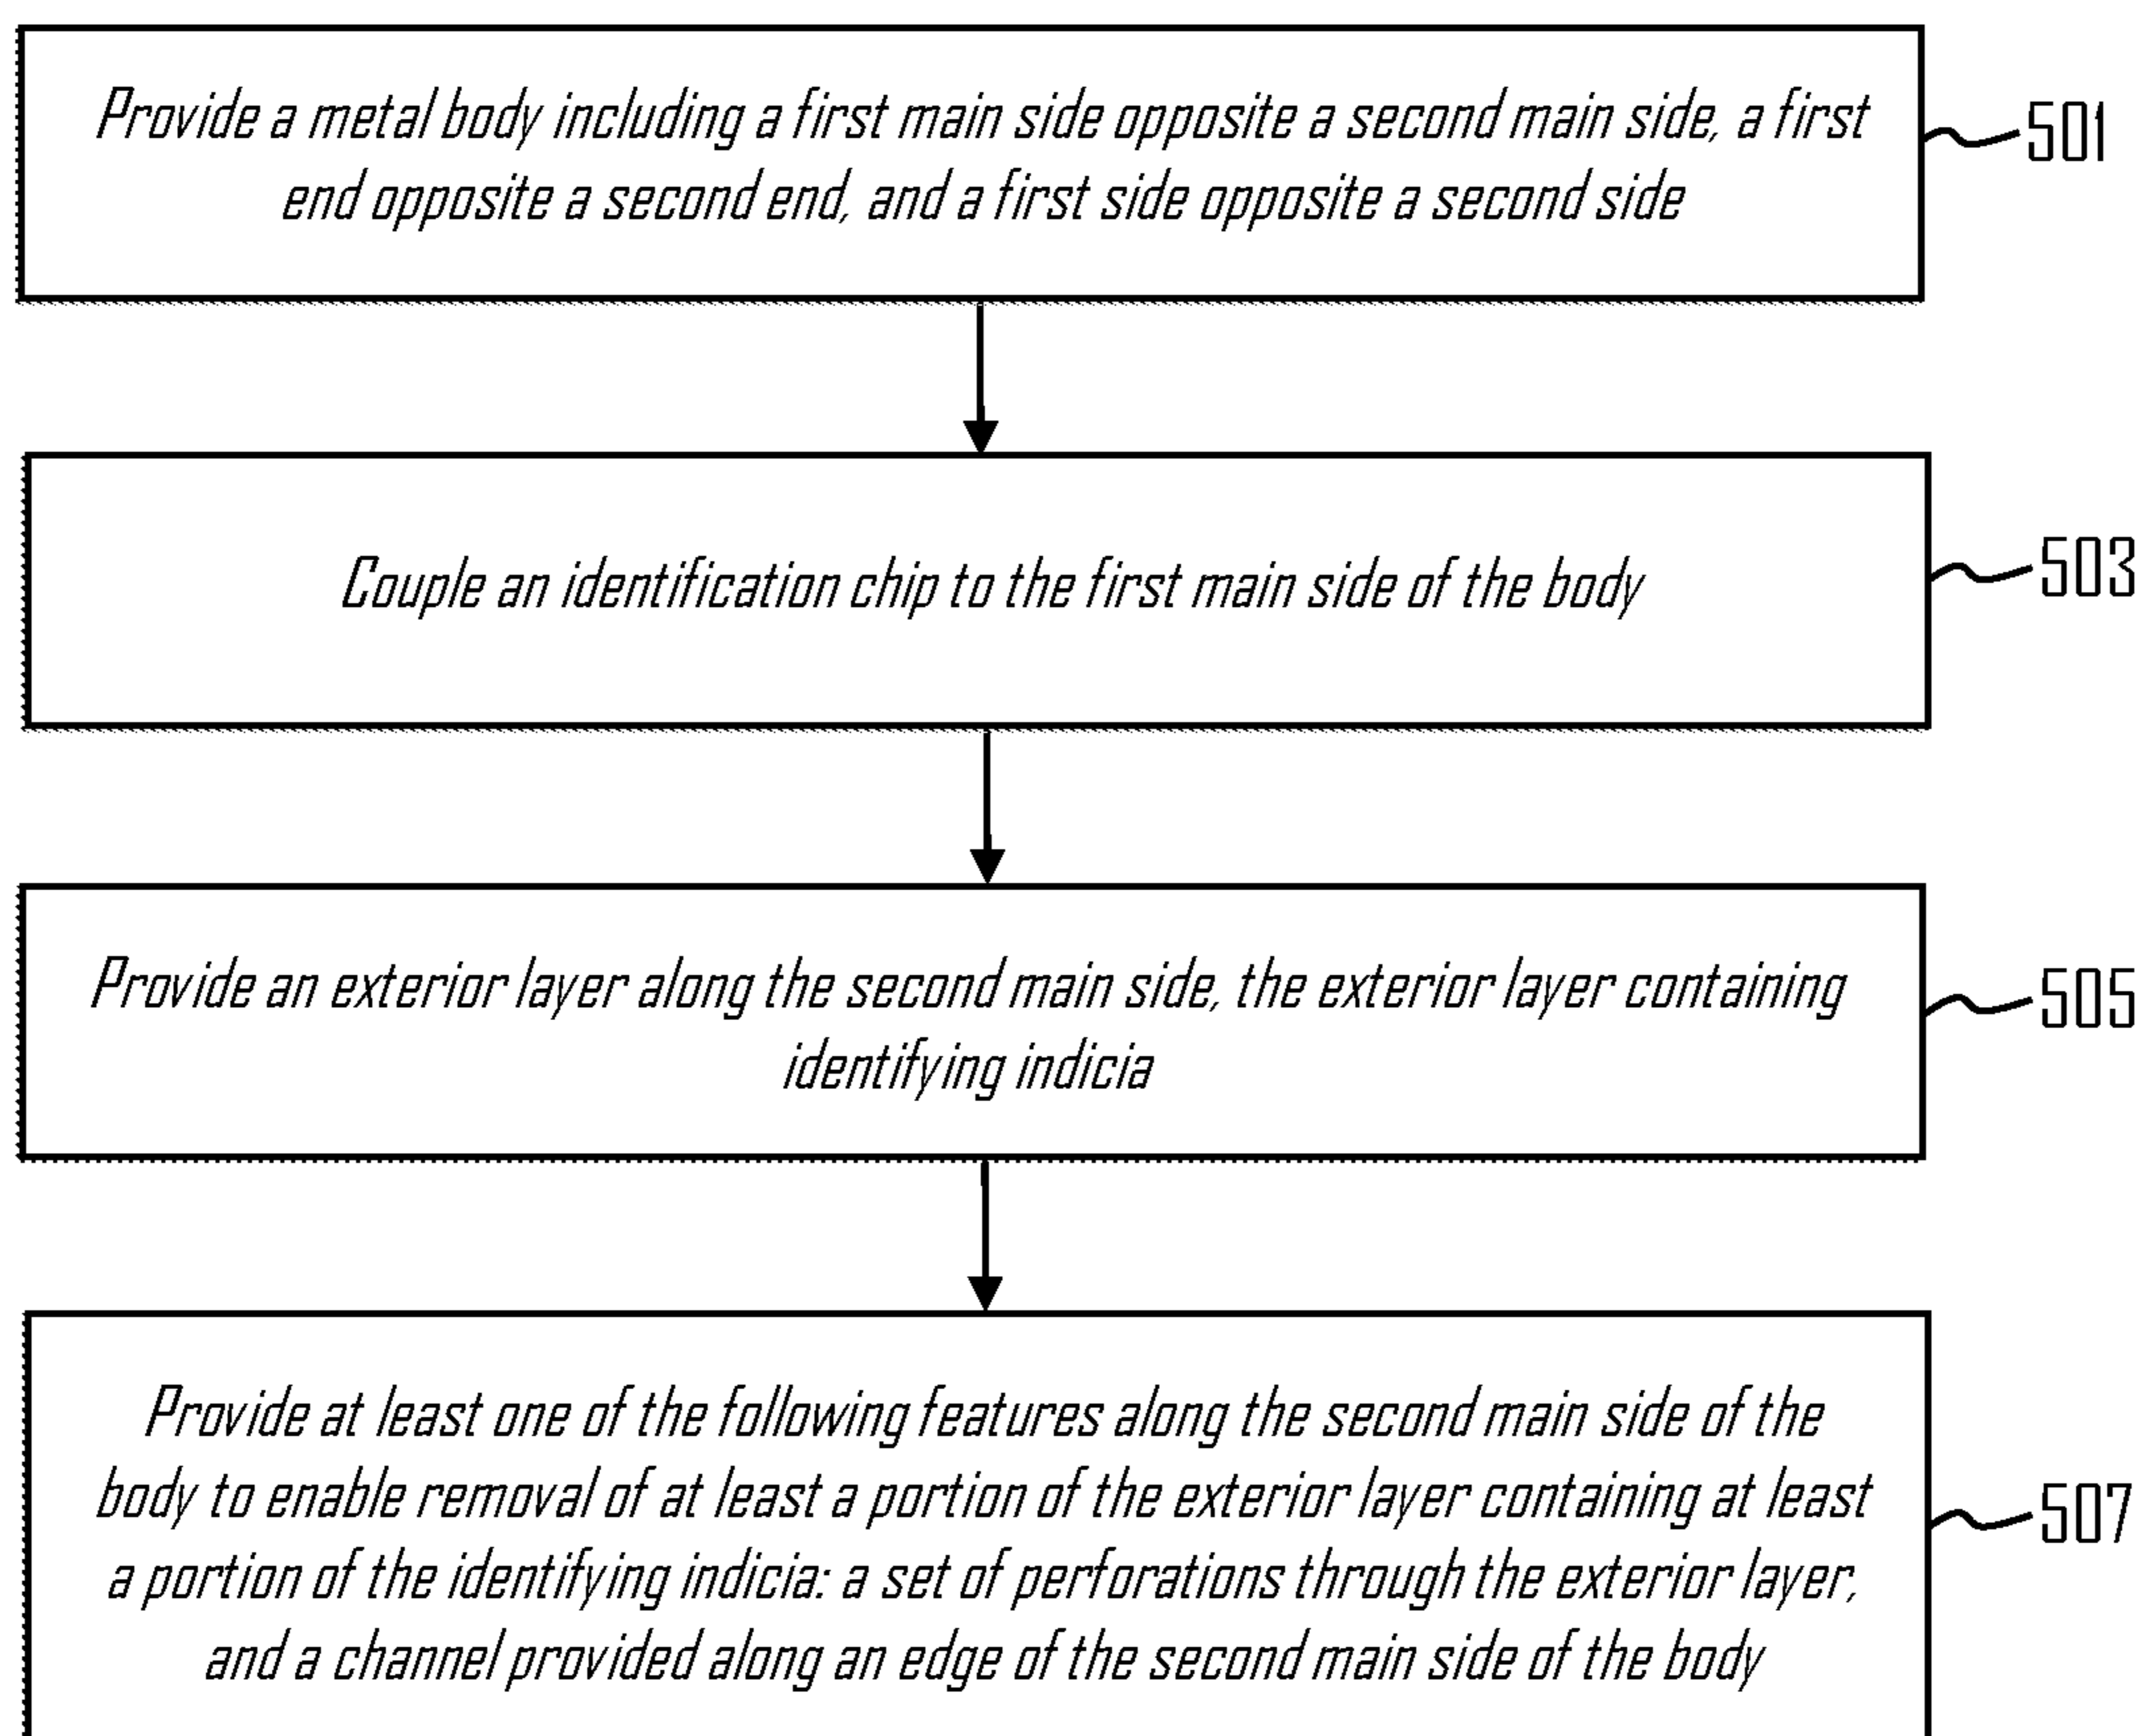 Provide a metal body including a first main side opposite a second main side, a first
end opposite a second end, and a first side opposite a second side
501
Couple an identification chip to the first main side of the body
503
Provide an exterior layer along the second main side, the exterior layer containing
identifying indicia
505
Provide at least one of the following features along the second main side of the
body to enable removal of at least a portion of the exterior layer containing at least
a portion of the identifying indicia: a set of perforations through the exterior layer,
and a channel provided along an edge of the second main side of the body
507